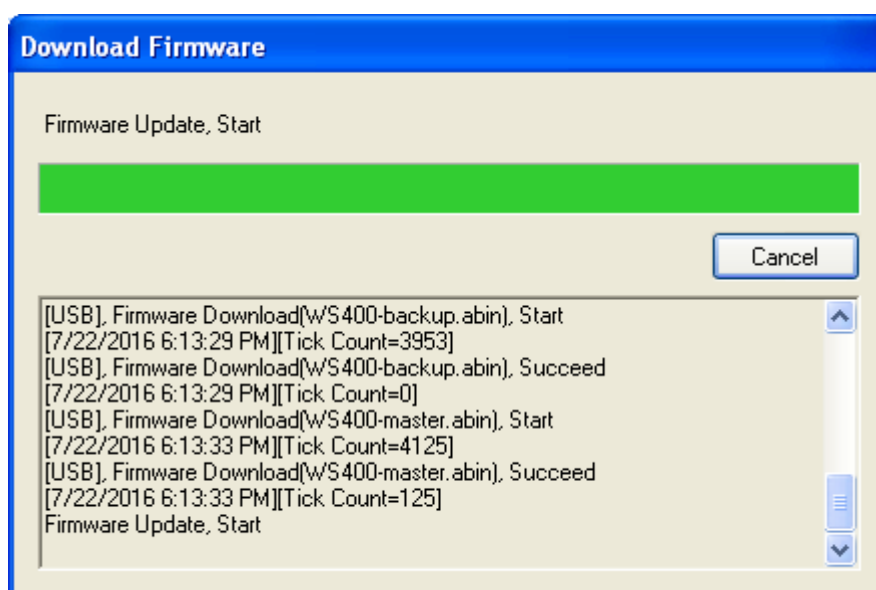 Download Firmware
Firmware Update, Start
Cancel
[USB], Firmware Download(WS400-backup.abin), Start
[7/22/2016 6:13:29 PM][Tick Count=3953]
[USB], Firmware Download(WS400-backup.abin), Succeed
[7/22/2016 6:13:29 PM][Tick Count=0]
[USB], Firmware Download(WS400-master.abin), Start
[7/22/2016 6:13:33 PM][Tick Count=4125]
[USB], Firmware Download(WS400-master.abin), Succeed
[7/22/2016 6:13:33 PM][Tick Count=125]
Firmware Update, Start